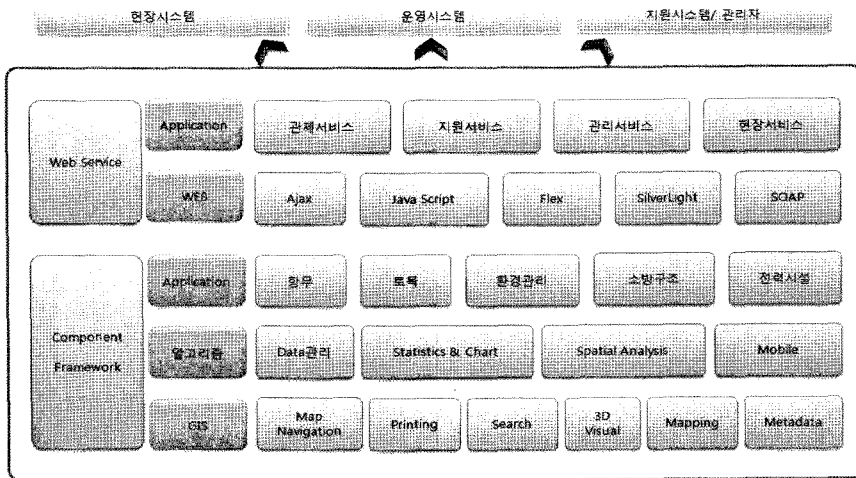 현장시스템 운영시스템 지원시스템/ 관리자
Application 관제서비스 지원서비스 관리서비스 현장서비스
Web Service
WEB Ajax Java Script Flex SilverLight SOAP
Application 항무 토목 환경관리 소방구조 전력시설
Component
Framework
알고리즘 Data관리 Statistics & Chart Spatial Analysis Mobile
GIS Map Navigation Printing Search 3D Visual Mapping Metadata